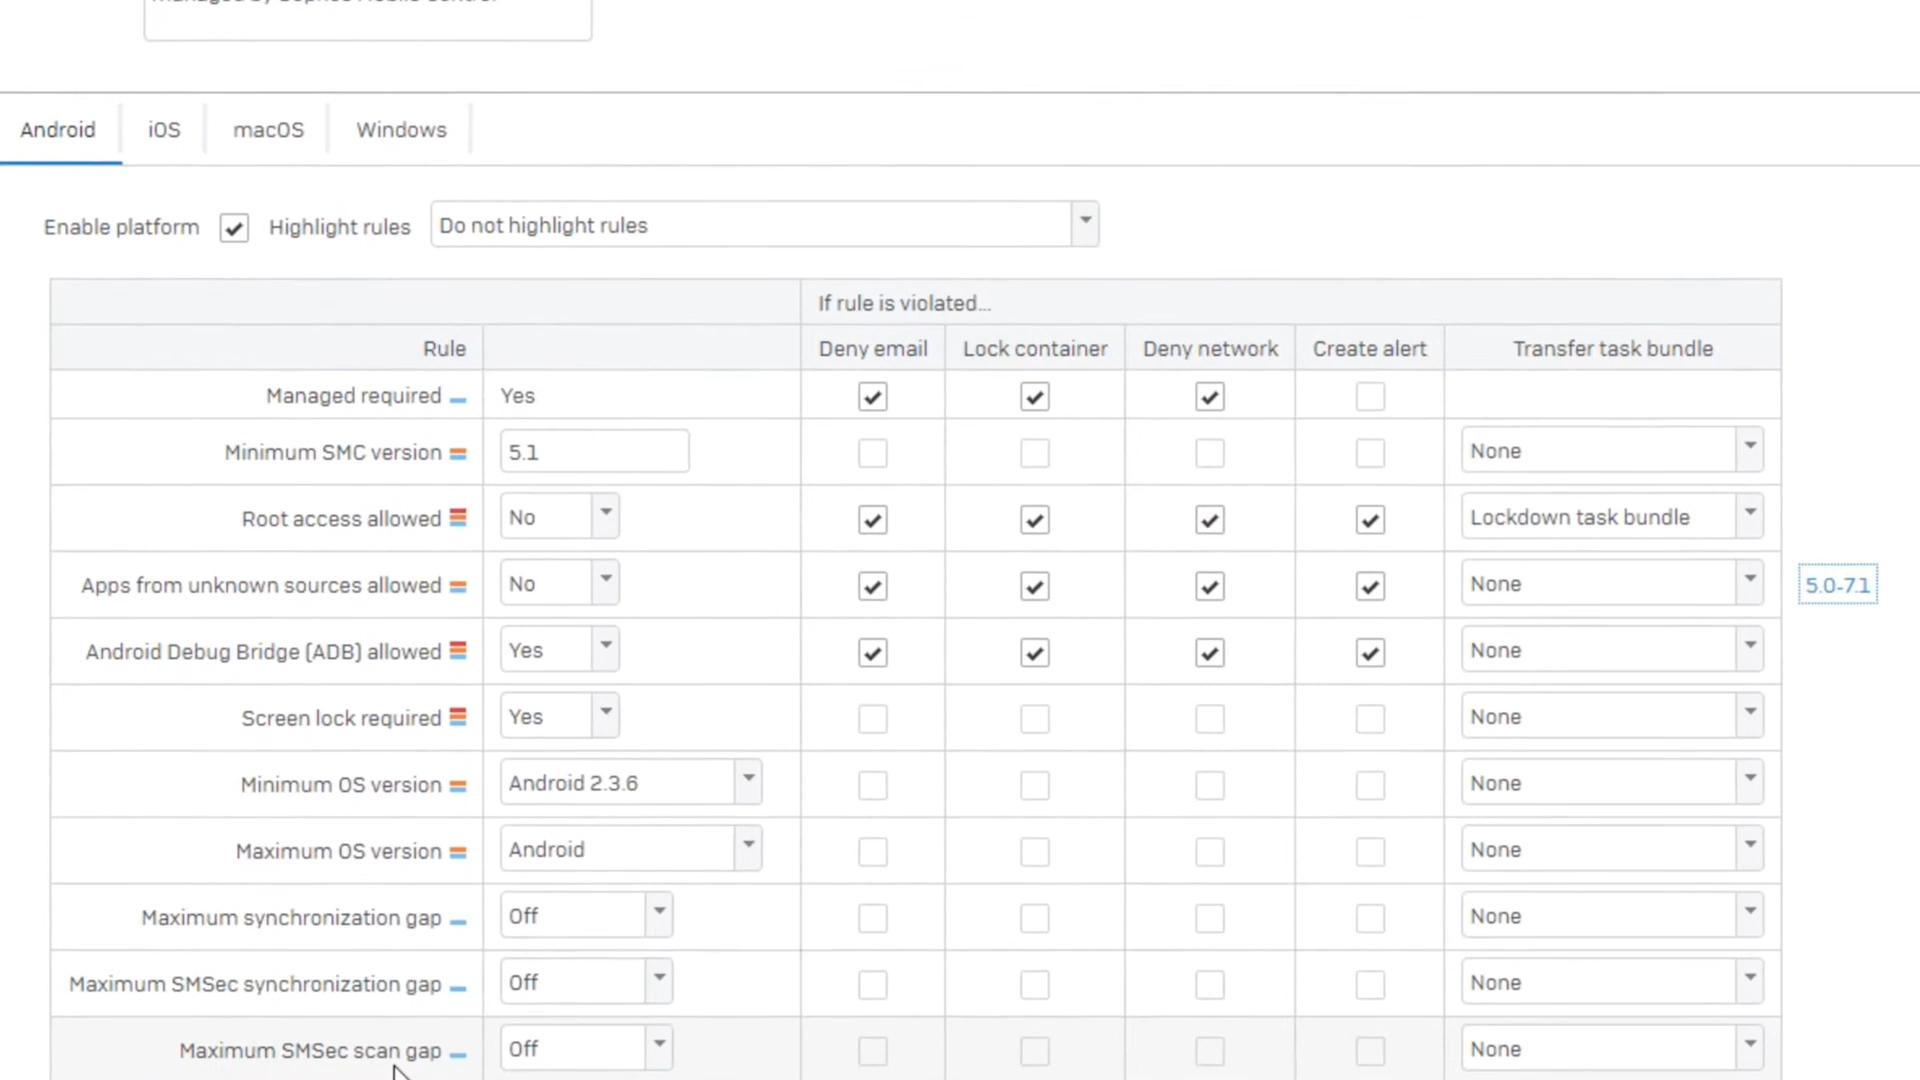 Managed by Sophos Mobile Control
Android iOS macOS Windows
Enable platform Highlight rules Do not highlight rules
If rule is violated...
Rule Deny email Lock container Deny network Create alert Transfer task bundle
Managed required Yes
Minimum SMC version 5.1 None
Root access allowed No Lockdown task bundle
Apps from unknown sources allowed No None 5.0-7.1
Android Debug Bridge (ADB) allowed Yes None
Screen lock required Yes None
Minimum OS version Android 2.3.6 None
Maximum OS version Android None
Maximum synchronization gap Off None
Maximum SMSec synchronization gap Off None
Maximum SMSec scan gap Off None